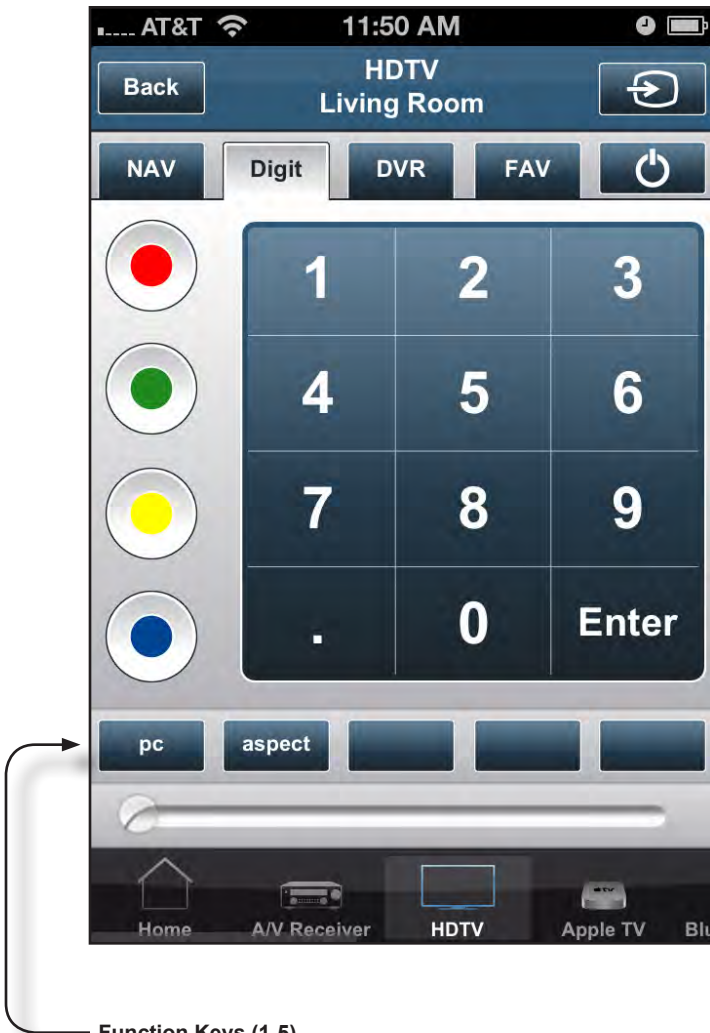 AT&T 11:50 AM
Back
HDTV
Living Room
NAV Digit DVR FAV
1 2 3
4 5 6
7 8 9
. 0 Enter
pc aspect
Home A/V Receiver HDTV Apple TV Blu
Function Keys (1-5)